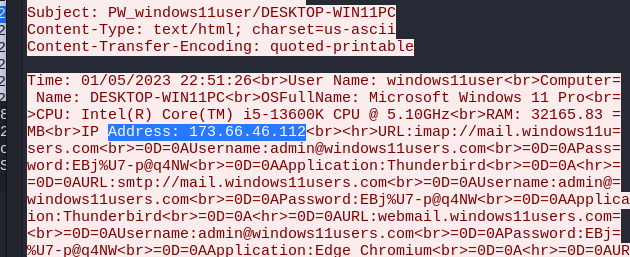 Subject: PW_windows11user/DESKTOP-WIN11PC
Content-Type: text/html; charset=us-ascii
Content-Transfer-Encoding: quoted-printable
Time: 01/05/2023 22:51:26<br>User Name: windows11user<br>Computer=
Name: DESKTOP-WIN11PC<br>OSFullName: Microsoft Windows 11 Pro<br=
>CPU: Intel(R) Core(TM) i5-13600K CPU @ 5.10GHz<br>RAM: 32165.83 =
MB<br>IP Address: 173.66.46.112<br><hr>URL:imap://mail.windows11u=
sers.com<br>=0D=0AUsername:admin@windows11users.com<br>=0D=0APass=
word:EBj%U7-p@q4NW<br>=0D=0AApplication:Thunderbird<br>=0D=0A<hr>=
=0D=0AURL:smtp://mail.windows11users.com<br>=0D=0AUsername:admin@=
windows11users.com<br>=0D=0APassword:EBj%U7-p@q4NW<br>=0D=0AApplica
ion:Thunderbird<br>=0D=0A<hr>=0D=0AURL:webmail.windows11users.com=
<br>=0D=0AUsername:admin@windows11users.com<br>=0D=0APassword:EBj=
%U7-p@q4NW<br>=0D=0AApplication:Edge Chromium<br>=0D=0A<hr>=0D=0AUR